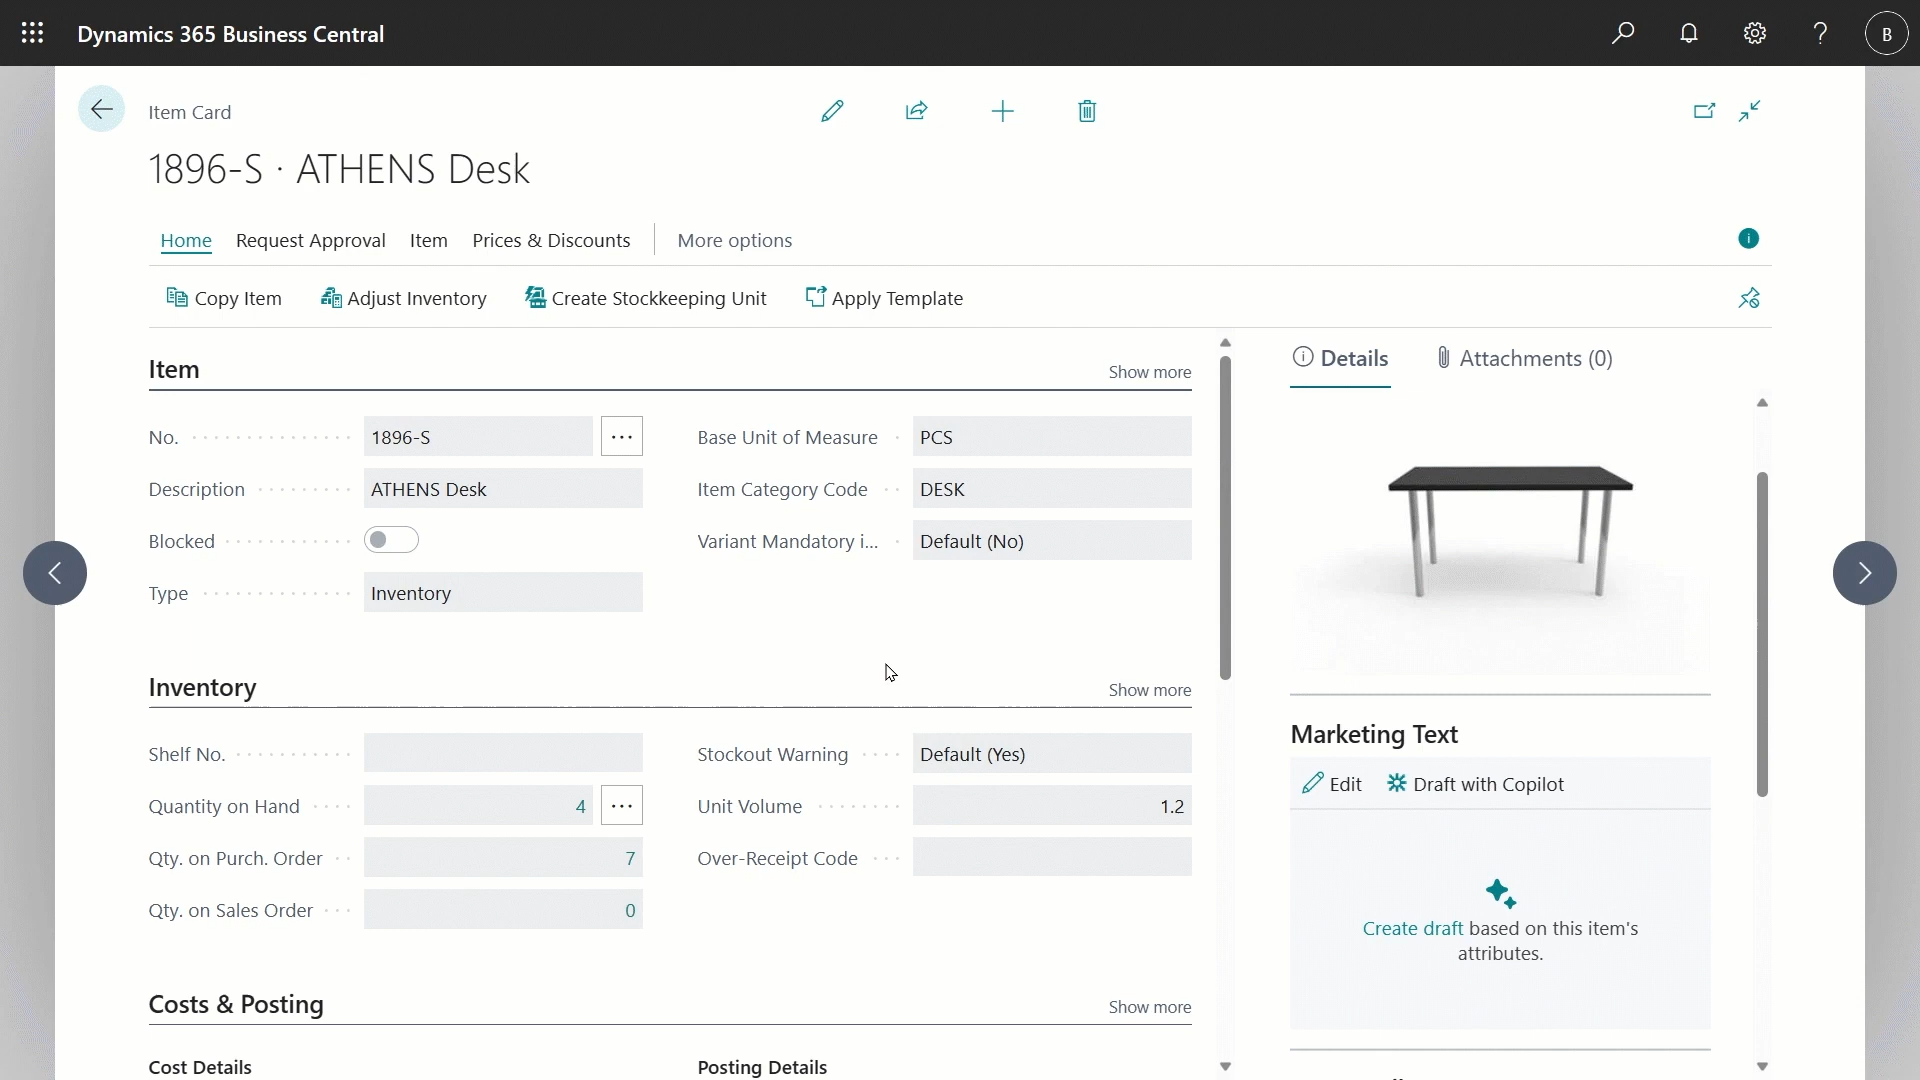 Dynamics 365 Business Central
B
Item Card
1896-S · ATHENS Desk
Home Request Approval Item Prices & Discounts More options
Copy Item Adjust Inventory Create Stockkeeping Unit Apply Template
Item Show more
No. 1896-S
Description ATHENS Desk
Blocked
Type Inventory
Base Unit of Measure PCS
Item Category Code DESK
Variant Mandatory i... Default (No)
Inventory Show more
Shelf No.
Quantity on Hand 4
Qty. on Purch. Order 7
Qty. on Sales Order 0
Stockout Warning Default (Yes)
Unit Volume 1.2
Over-Receipt Code
Costs & Posting Show more
Cost Details
Posting Details
Details Attachments (0)
Marketing Text
Edit Draft with Copilot
Create draft based on this item's
attributes.